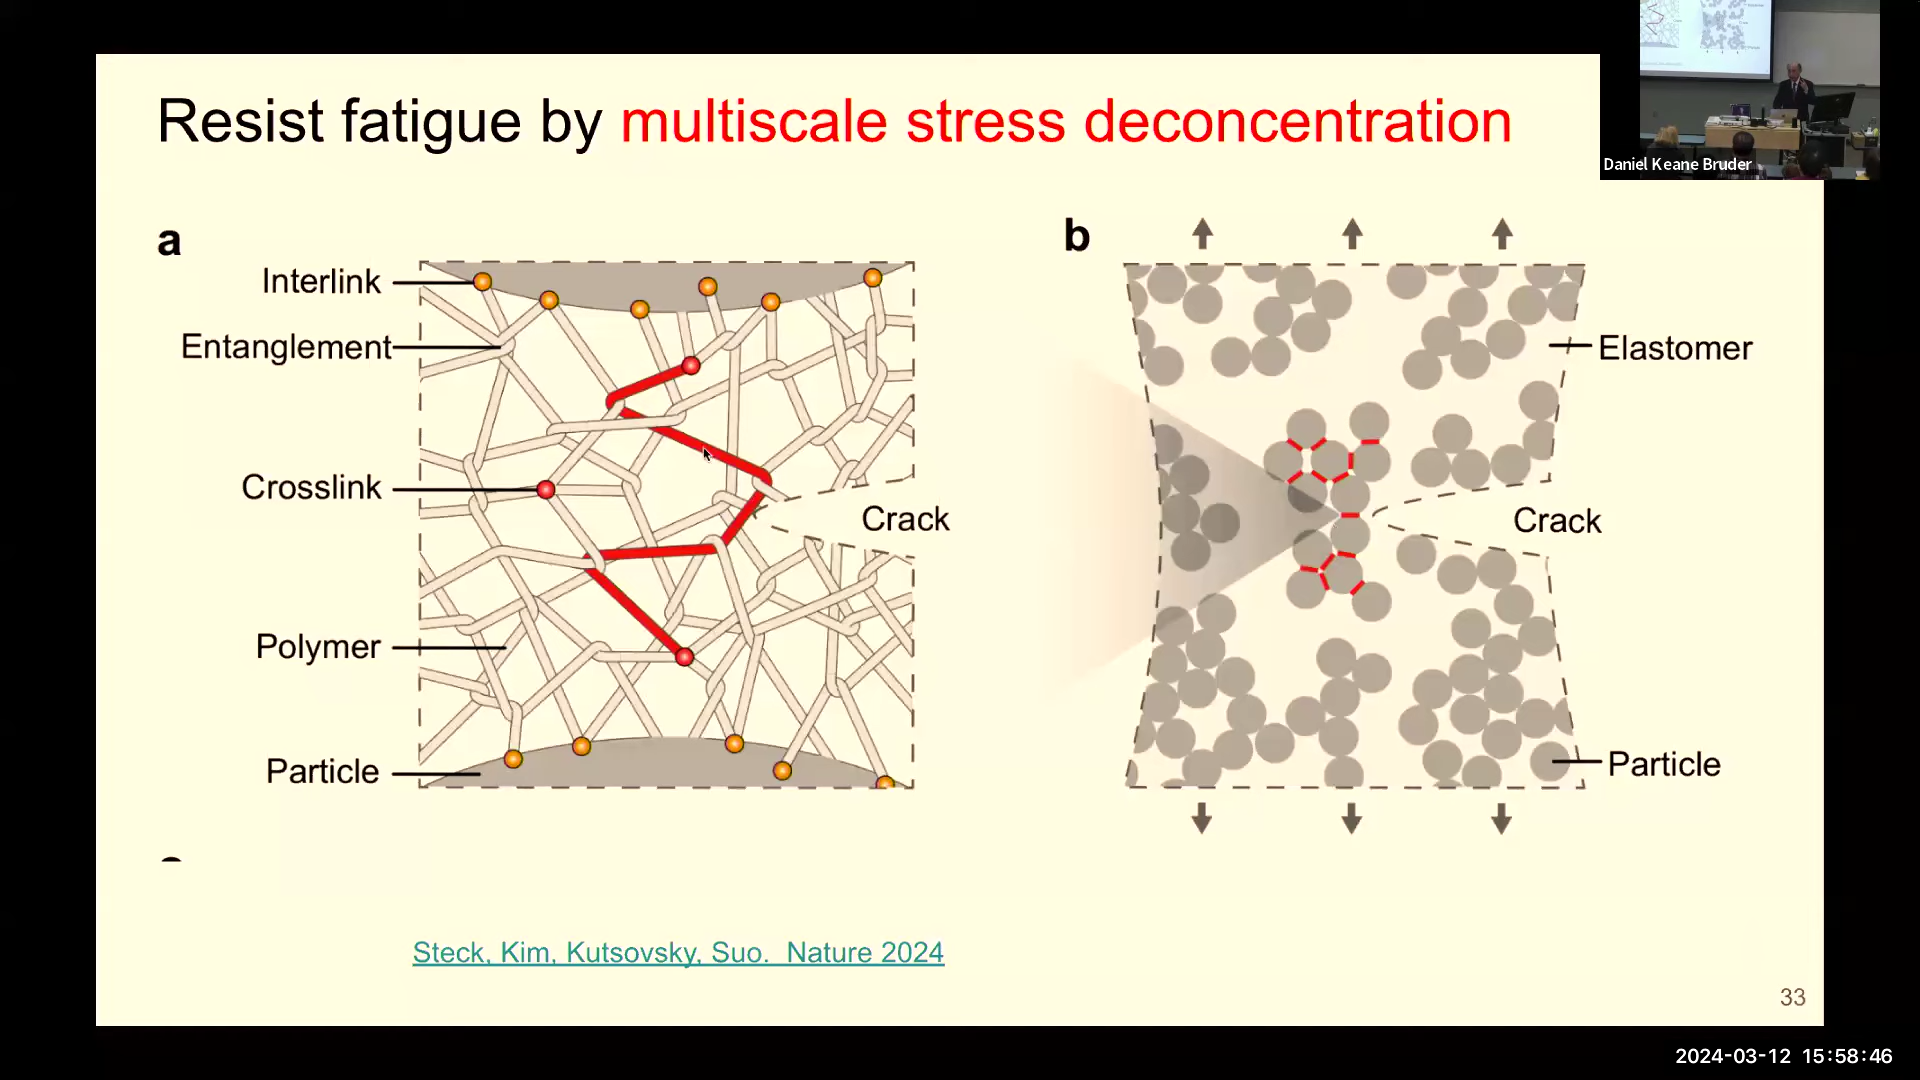 Resist fatigue by multiscale stress deconcentration
Daniel Keane Bruder
a
Interlink
Entanglement
Crosslink
Polymer
Particle
Crack
b
Elastomer
Crack
Particle
Steck, Kim, Kutsovsky, Suo. Nature 2024
33
2024-03-12 15:58:46